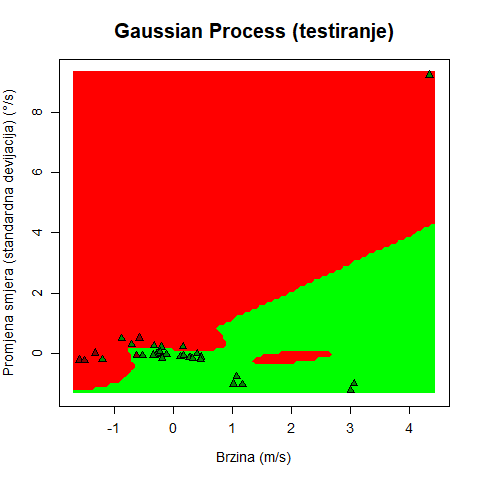 Gaussian Process (testiranje)
Promjena smjera (standardna devijacija) (°/s)
8
6
4
2
0
-1 0 1 2 3 4
Brzina (m/s)